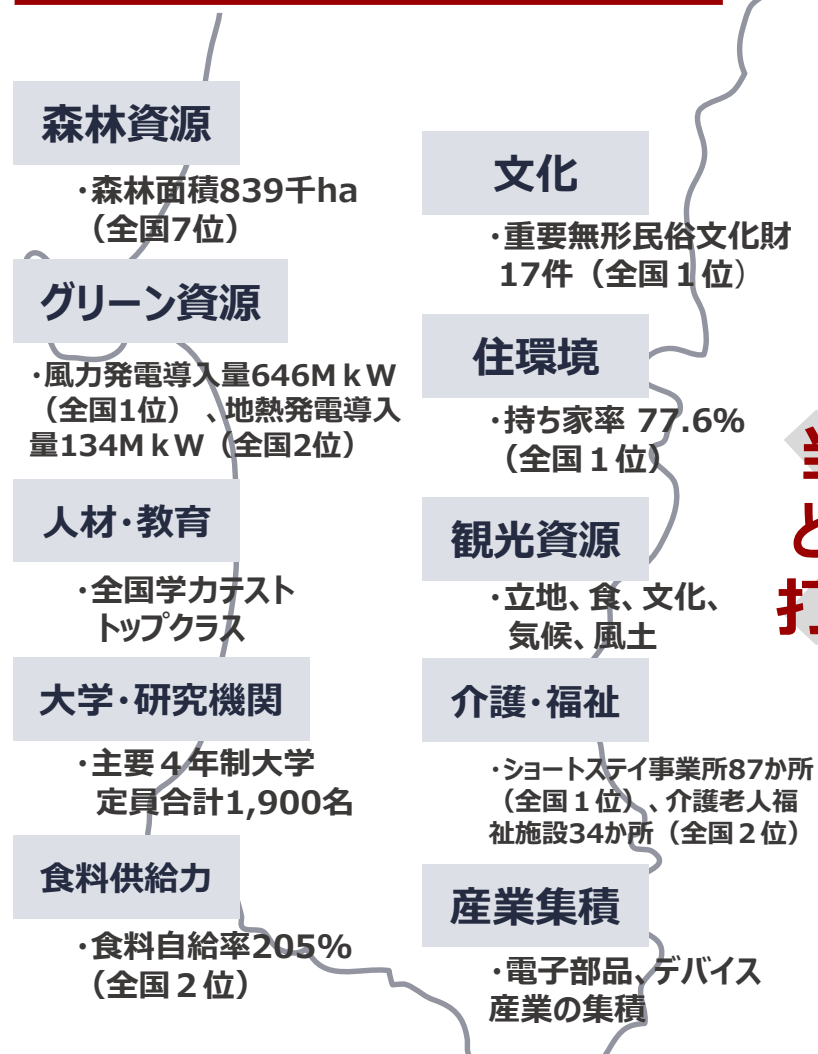 森林資源
・森林面積839千ha
（全国7位）
グリーン資源
・風力発電導入量646MｋW
（全国1位）、地熱発電導入
量134MｋW（全国2位）
人材・教育
・全国学力テスト
トップクラス
大学・研究機関
・主要４年制大学
定員合計1,900名
食料供給力
・食料自給率205%
（全国２位）
文化
・重要無形民俗文化財
17件（全国１位）
住環境
・持ち家率 77.6%
（全国１位）
観光資源
・立地、食、文化、
気候、風土
介護・福祉
・ショートステイ事業所87か所
（全国１位）、介護老人福
祉施設34か所（全国２位）
産業集積
・電子部品、デバイス
産業の集積
と
打